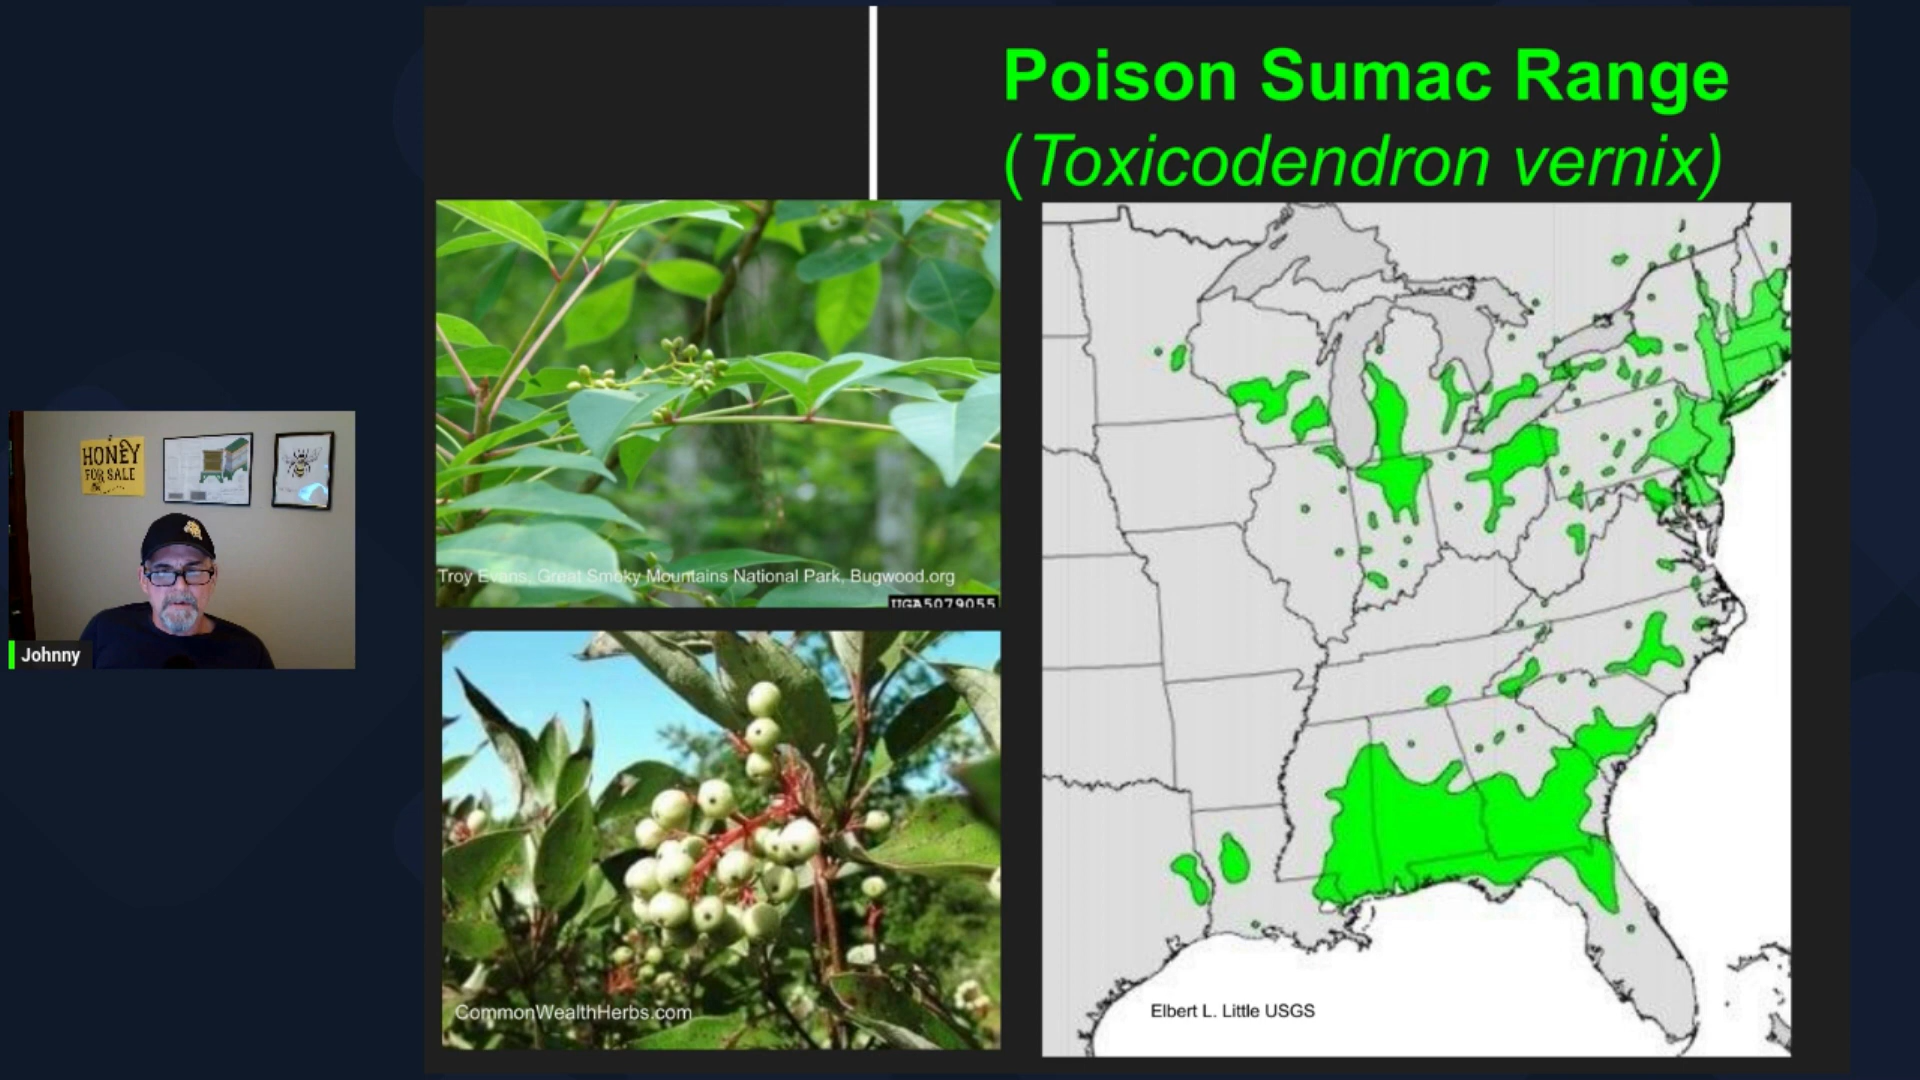 Poison Sumac Range
(Toxicodendron vernix)
HONEY
FOR SALE
Johnny
Troy Evans, Great Smoky Mountains National Park, Bugwood.org
UGA5079055
CommonWealthHerbs.com
Elbert L. Little USGS